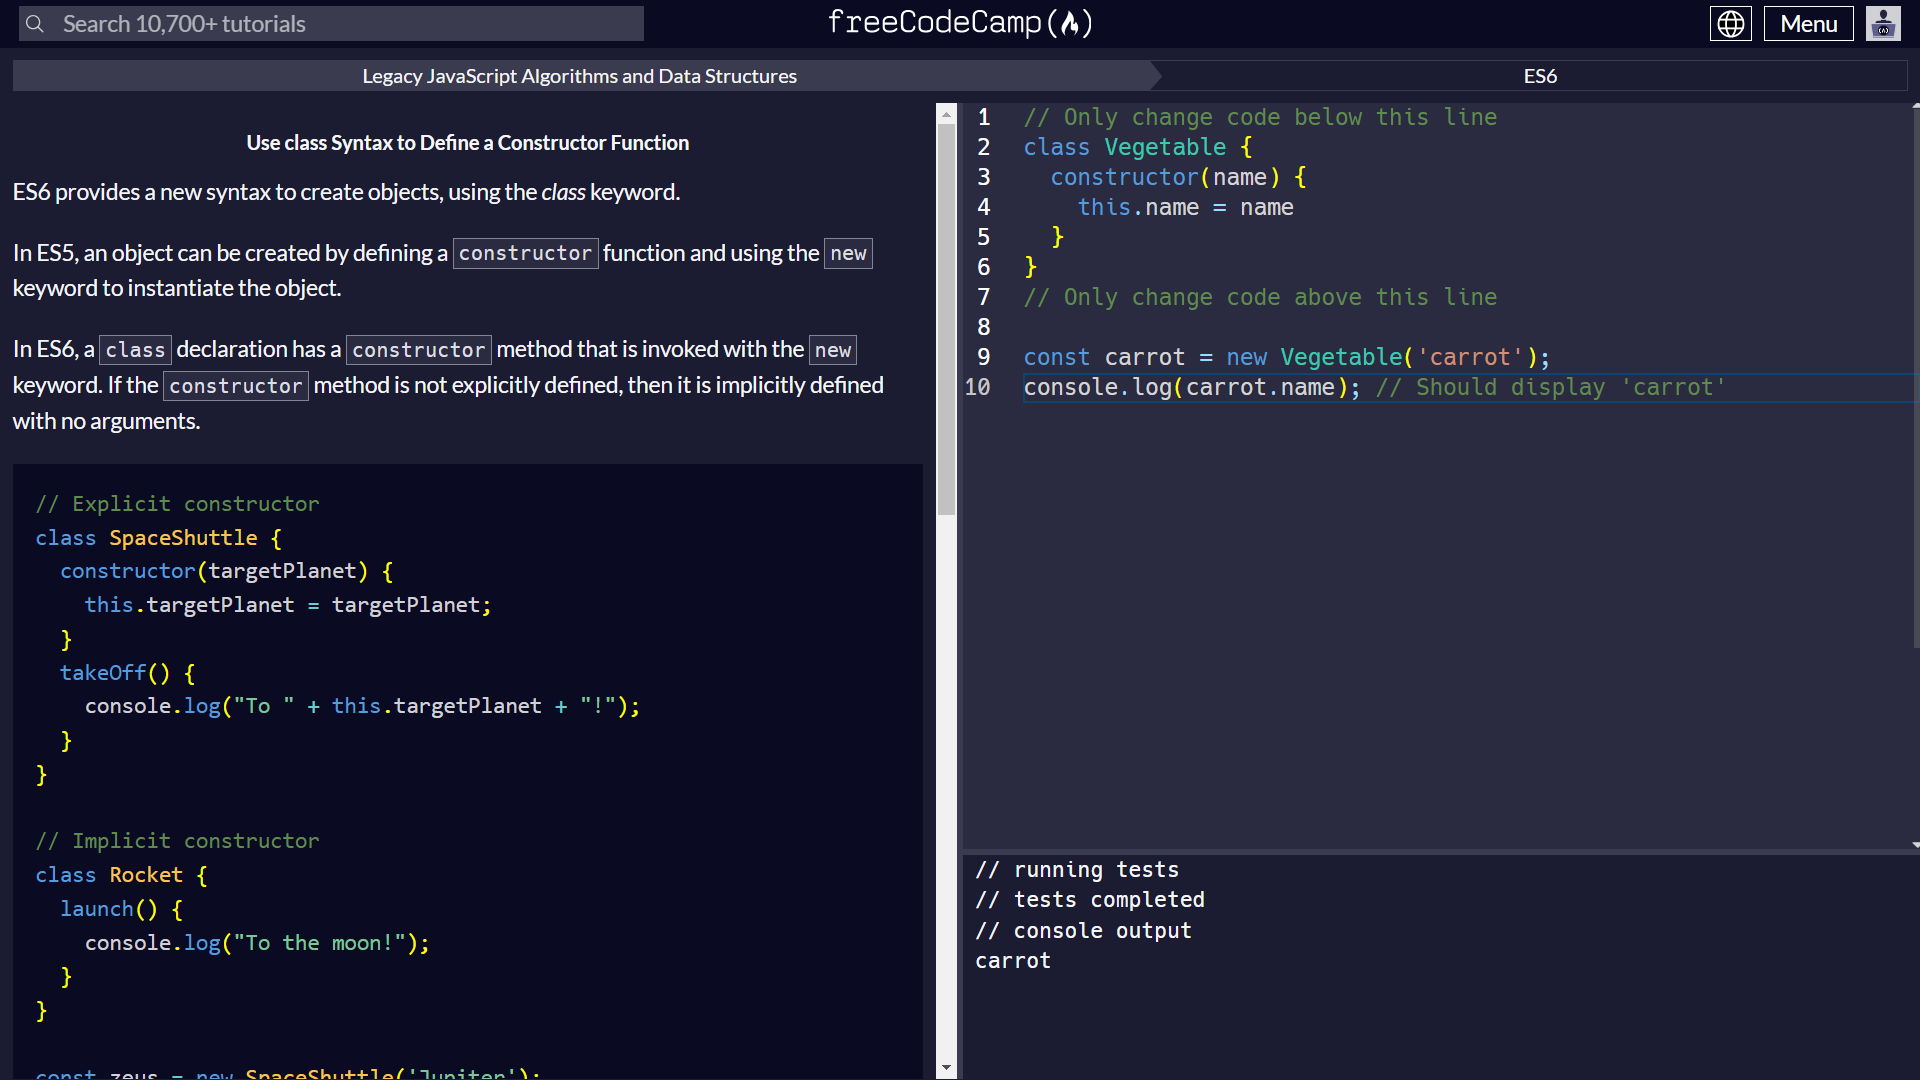 Search 10,700+ tutorials
freeCodeCamp(🔥)
Menu
Legacy JavaScript Algorithms and Data Structures
ES6
Use class Syntax to Define a Constructor Function
ES6 provides a new syntax to create objects, using the class keyword.
In ES5, an object can be created by defining a constructor function and using the new
keyword to instantiate the object.
In ES6, a class declaration has a constructor method that is invoked with the new
keyword. If the constructor method is not explicitly defined, then it is implicitly defined
with no arguments.
// Explicit constructor
class SpaceShuttle {
  constructor(targetPlanet) {
    this.targetPlanet = targetPlanet;
  }
  takeOff() {
    console.log("To " + this.targetPlanet + "!");
  }
}
// Implicit constructor
class Rocket {
  launch() {
    console.log("To the moon!");
  }
}
const zeus = new SpaceShuttle('Jupiter');
1 // Only change code below this line
2 class Vegetable {
3   constructor(name) {
4     this.name = name
5   }
6 }
7 // Only change code above this line
8
9 const carrot = new Vegetable('carrot');
10 console.log(carrot.name); // Should display 'carrot'
// running tests
// tests completed
// console output
carrot